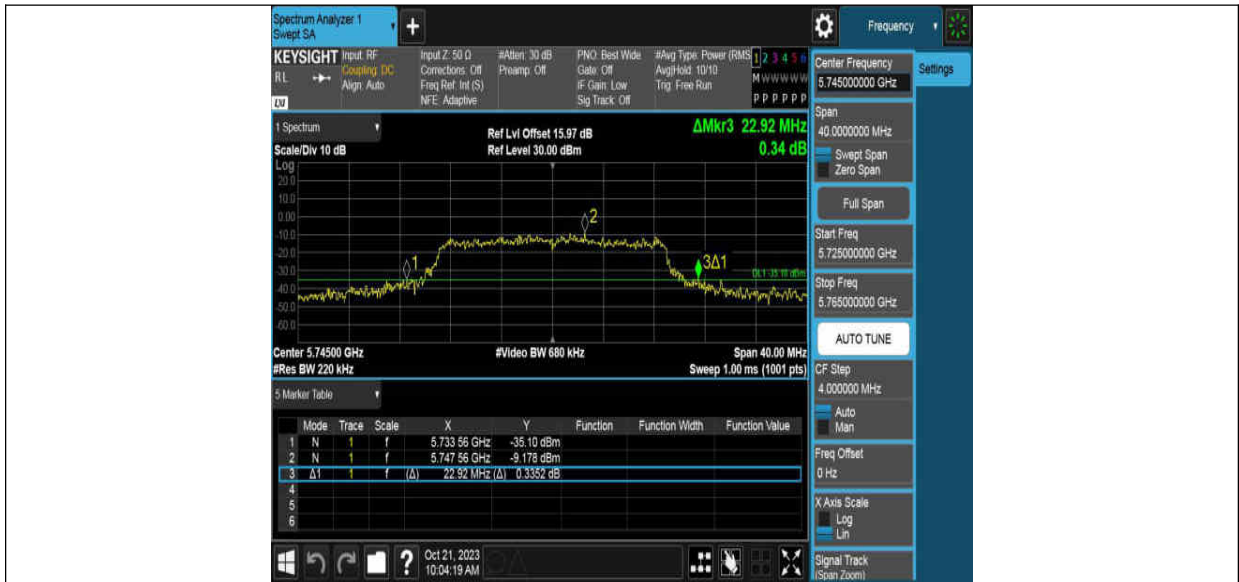 Spectrum Analyzer 1
Swept SA
+
Frequency
KEYSIGHT
RL
LXI
Input: RF
Coupling: DC
Align: Auto
Input Z: 50 Ω
Corrections: Off
Freq Ref: Int (S)
NFE: Adaptive
#Atten: 30 dB
Preamp: Off
PNO: Best Wide
Gate: Off
IF Gain: Low
Sig Track: Off
#Avg Type: Power (RMS
Avg|Hold: 10/10
Trig: Free Run
1 2 3 4 5 6
M W W W W W
P P P P P P
1 Spectrum
Scale/Div 10 dB
Ref Lvl Offset 15.97 dB
Ref Level 30.00 dBm
ΔMkr3 22.92 MHz
0.34 dB
Log
20.0
10.0
0.00
-10.0
-20.0
-30.0
-40.0
-50.0
-60.0
1
2
3Δ1
DL1 -35.18 dBm
Center 5.74500 GHz
#Video BW 680 kHz
Span 40.00 MHz
#Res BW 220 kHz
Sweep 1.00 ms (1001 pts)
5 Marker Table
Mode Trace Scale X Y Function Function Width Function Value
1 N 1 f 5.733 56 GHz -35.10 dBm
2 N 1 f 5.747 56 GHz -9.178 dBm
3 Δ1 1 f (Δ) 22.92 MHz (Δ) 0.3352 dB
4
5
6
?
Oct 21, 2023
10:04:19 AM
Center Frequency
5.745000000 GHz
Settings
Span
40.0000000 MHz
Swept Span
Zero Span
Full Span
Start Freq
5.725000000 GHz
Stop Freq
5.765000000 GHz
AUTO TUNE
CF Step
4.000000 MHz
Auto
Man
Freq Offset
0 Hz
X Axis Scale
Log
Lin
Signal Track
(Span Zoom)